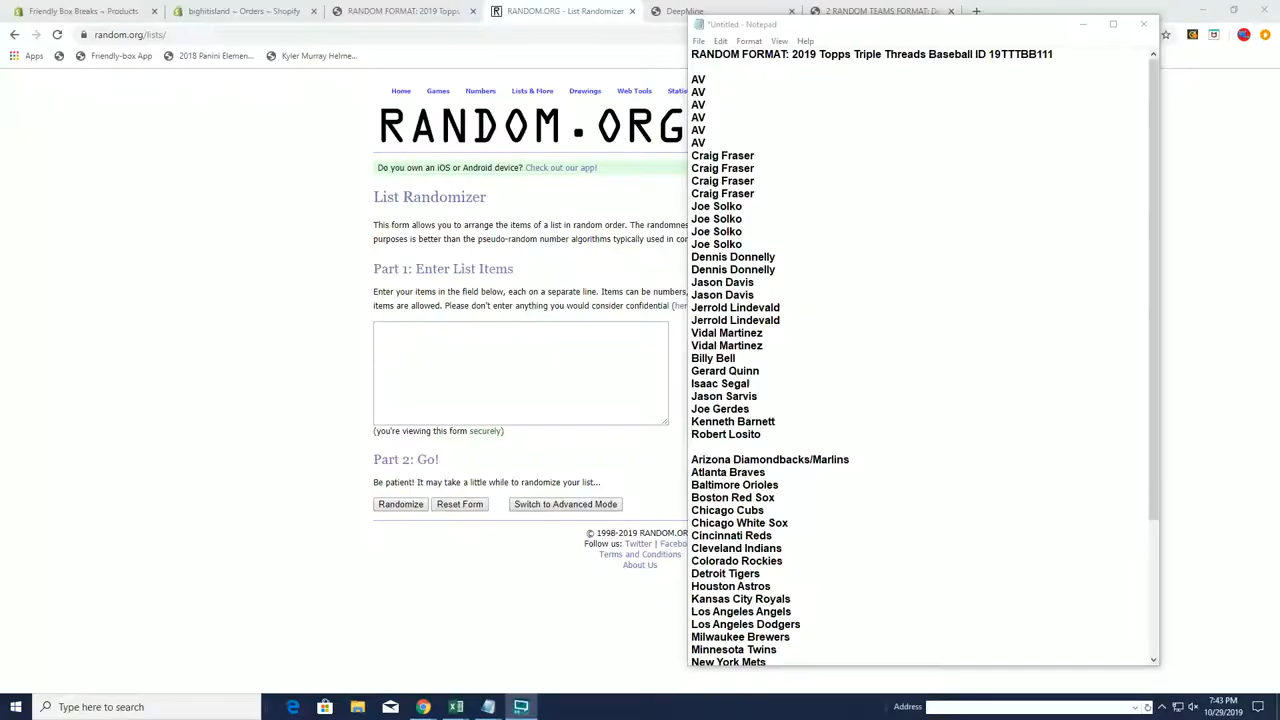 Friendly Box Breaks ~ Products
bighitisland ~ Orders ~ Shopify
RANDOM FORMAT: 2019 Topps
RANDOM.ORG - List Randomizer
Deep
2 RANDOM TEAMS FORMAT:
random.org/lists/
Apps
Friendly-box Pay
2018 Panini Elemen...
Kyler Murray Helme...
Home
Games
Numbers
Lists & More
Drawings
Web Tools
Statis
RANDOM.ORG
Do you own an iOS or Android device? Check out our app!
List Randomizer
This form allows you to arrange the items of a list in random order. The randomne
purposes is better than the pseudo-random number algorithms typically used in co
Part 1: Enter List Items
Enter your items in the field below, each on a separate line. Items can be numbers,
items are allowed. Please don't enter anything you would consider confidential (her
(you're viewing this form securely)
Part 2: Go!
Be patient! It may take a little while to randomize your list...
Randomize
Reset Form
Switch to Advanced Mode
© 1998-2019 RANDOM.OR
Follow us: Twitter | Facebo
Terms and Conditions
About Us
*Untitled - Notepad
File Edit Format View Help
RANDOM FORMAT: 2019 Topps Triple Threads Baseball ID 19TTTBB111
AV
AV
AV
AV
AV
AV
Craig Fraser
Craig Fraser
Craig Fraser
Craig Fraser
Joe Solko
Joe Solko
Joe Solko
Joe Solko
Dennis Donnelly
Dennis Donnelly
Jason Davis
Jason Davis
Jerrold Lindevald
Jerrold Lindevald
Vidal Martinez
Vidal Martinez
Billy Bell
Gerard Quinn
Isaac Segal
Jason Sarvis
Joe Gerdes
Kenneth Barnett
Robert Losito
Arizona Diamondbacks/Marlins
Atlanta Braves
Baltimore Orioles
Boston Red Sox
Chicago Cubs
Chicago White Sox
Cincinnati Reds
Cleveland Indians
Colorado Rockies
Detroit Tigers
Houston Astros
Kansas City Royals
Los Angeles Angels
Los Angeles Dodgers
Milwaukee Brewers
Minnesota Twins
New York Mets
Type here to search
Address
7:43 PM
10/29/2019